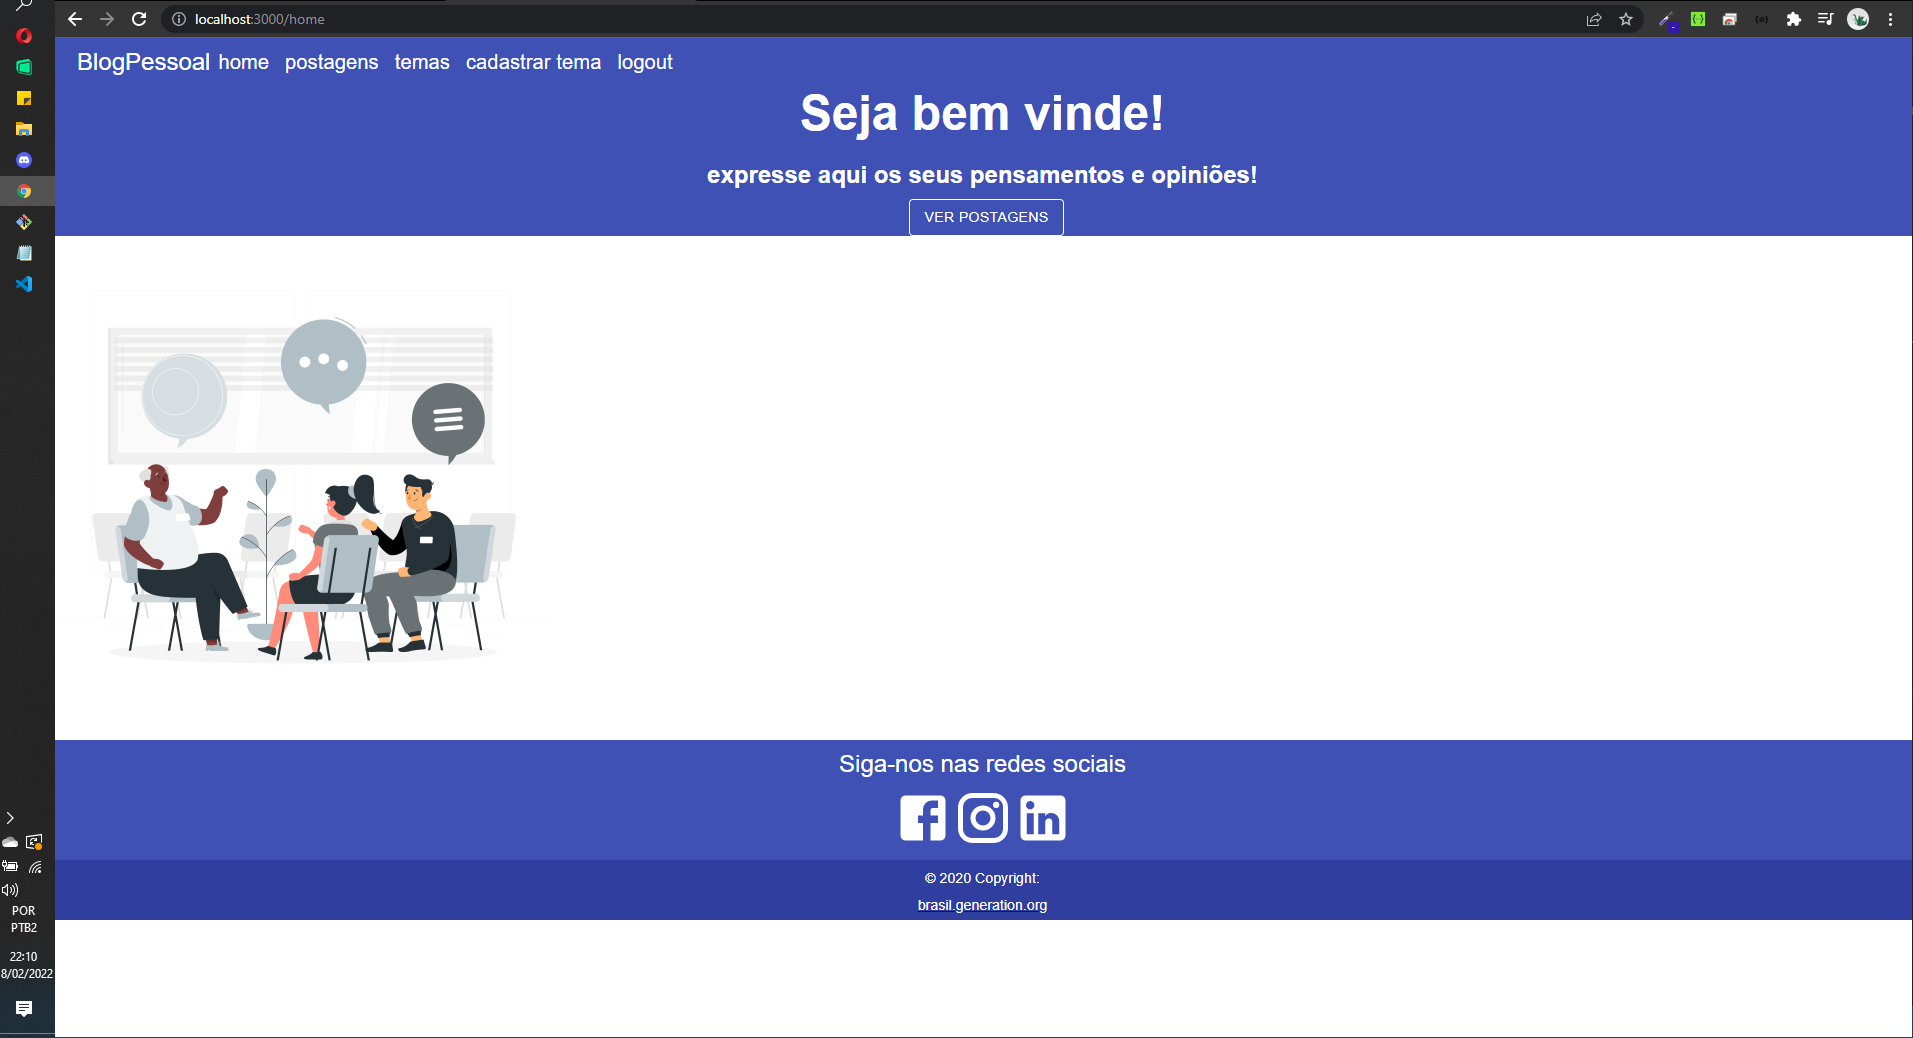 localhost:3000/home
BlogPessoal home postagens temas cadastrar tema logout
Seja bem vinde!
expresse aqui os seus pensamentos e opiniões!
VER POSTAGENS
Siga-nos nas redes sociais
© 2020 Copyright:
brasil.generation.org
POR
PTB2
22:10
8/02/2022